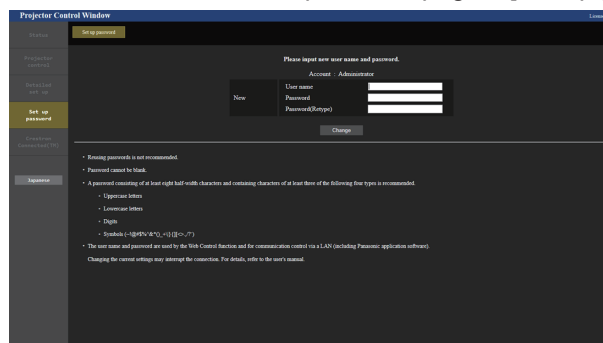 Projector Control Window
License
Status
Set up password
Projector
control
Detailed
set up
Set up
password
Crestron
Connected(TM)
Japanese
Please input new user name and password.
Account : Administrator
New
User name
Password
Password(Retype)
Change
・ Reusing passwords is not recommended.
・ Password cannot be blank.
・ A password consisting of at least eight half-width characters and containing characters of at least three of the following four types is recommended.
・ Uppercase letters
・ Lowercase letters
・ Digits
・ Symbols (~!@#$%^&*()_+\|{}[]<>.,/?`)
・ The user name and password are used by the Web Control function and for communication control via a LAN (including Panasonic application software).
Changing the current settings may interrupt the connection. For details, refer to the user's manual.